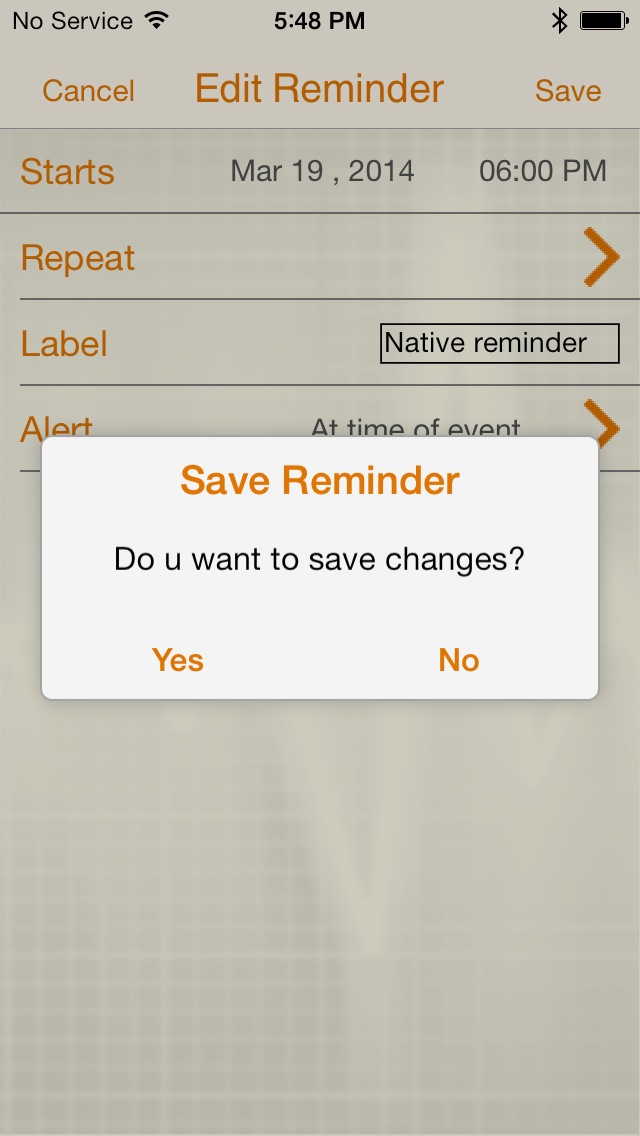 No Service 5:48 PM
Cancel Edit Reminder Save
Starts Mar 19 , 2014 06:00 PM
Repeat
Label Native reminder
Alert At time of event
Save Reminder
Do u want to save changes?
Yes No